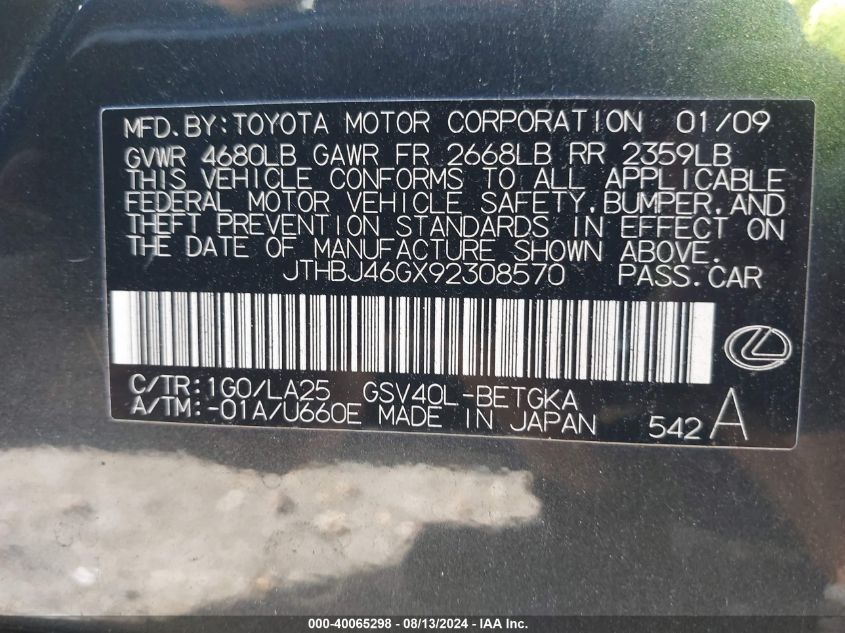 MFD.BY:TOYOTA MOTOR CORPORATION 01/09
GVWR 4680LB GAWR FR 2668LB RR 2359LB
THIS VEHICLE CONFORMS TO ALL APPLICABLE
FEDERAL MOTOR VEHICLE SAFETY,BUMPER,AND
THEFT PREVENTION STANDARDS IN EFFECT ON
THE DATE OF MANUFACTURE SHOWN ABOVE.
JTHBJ46GX92308570 PASS.CAR
C/TR:1G0/LA25 GSV40L-BETGKA
A/TM:-01A/U660E MADE IN JAPAN 542 A
000-40065298 - 08/13/2024 - IAA Inc.